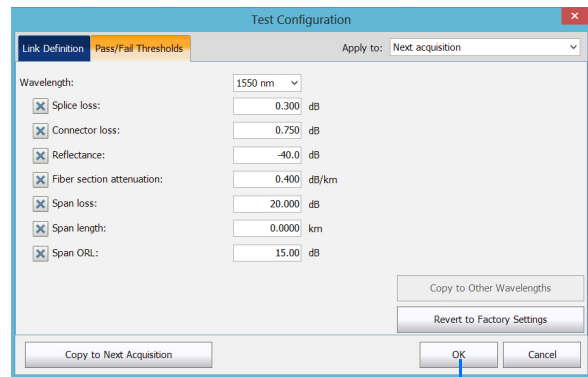 Test Configuration
Link Definition Pass/Fail Thresholds Apply to: Next acquisition
Wavelength: 1550 nm
Splice loss: 0.300 dB
Connector loss: 0.750 dB
Reflectance: -40.0 dB
Fiber section attenuation: 0.400 dB/km
Span loss: 20.000 dB
Span length: 0.0000 km
Span ORL: 15.00 dB
Copy to Other Wavelengths
Revert to Factory Settings
Copy to Next Acquisition OK Cancel